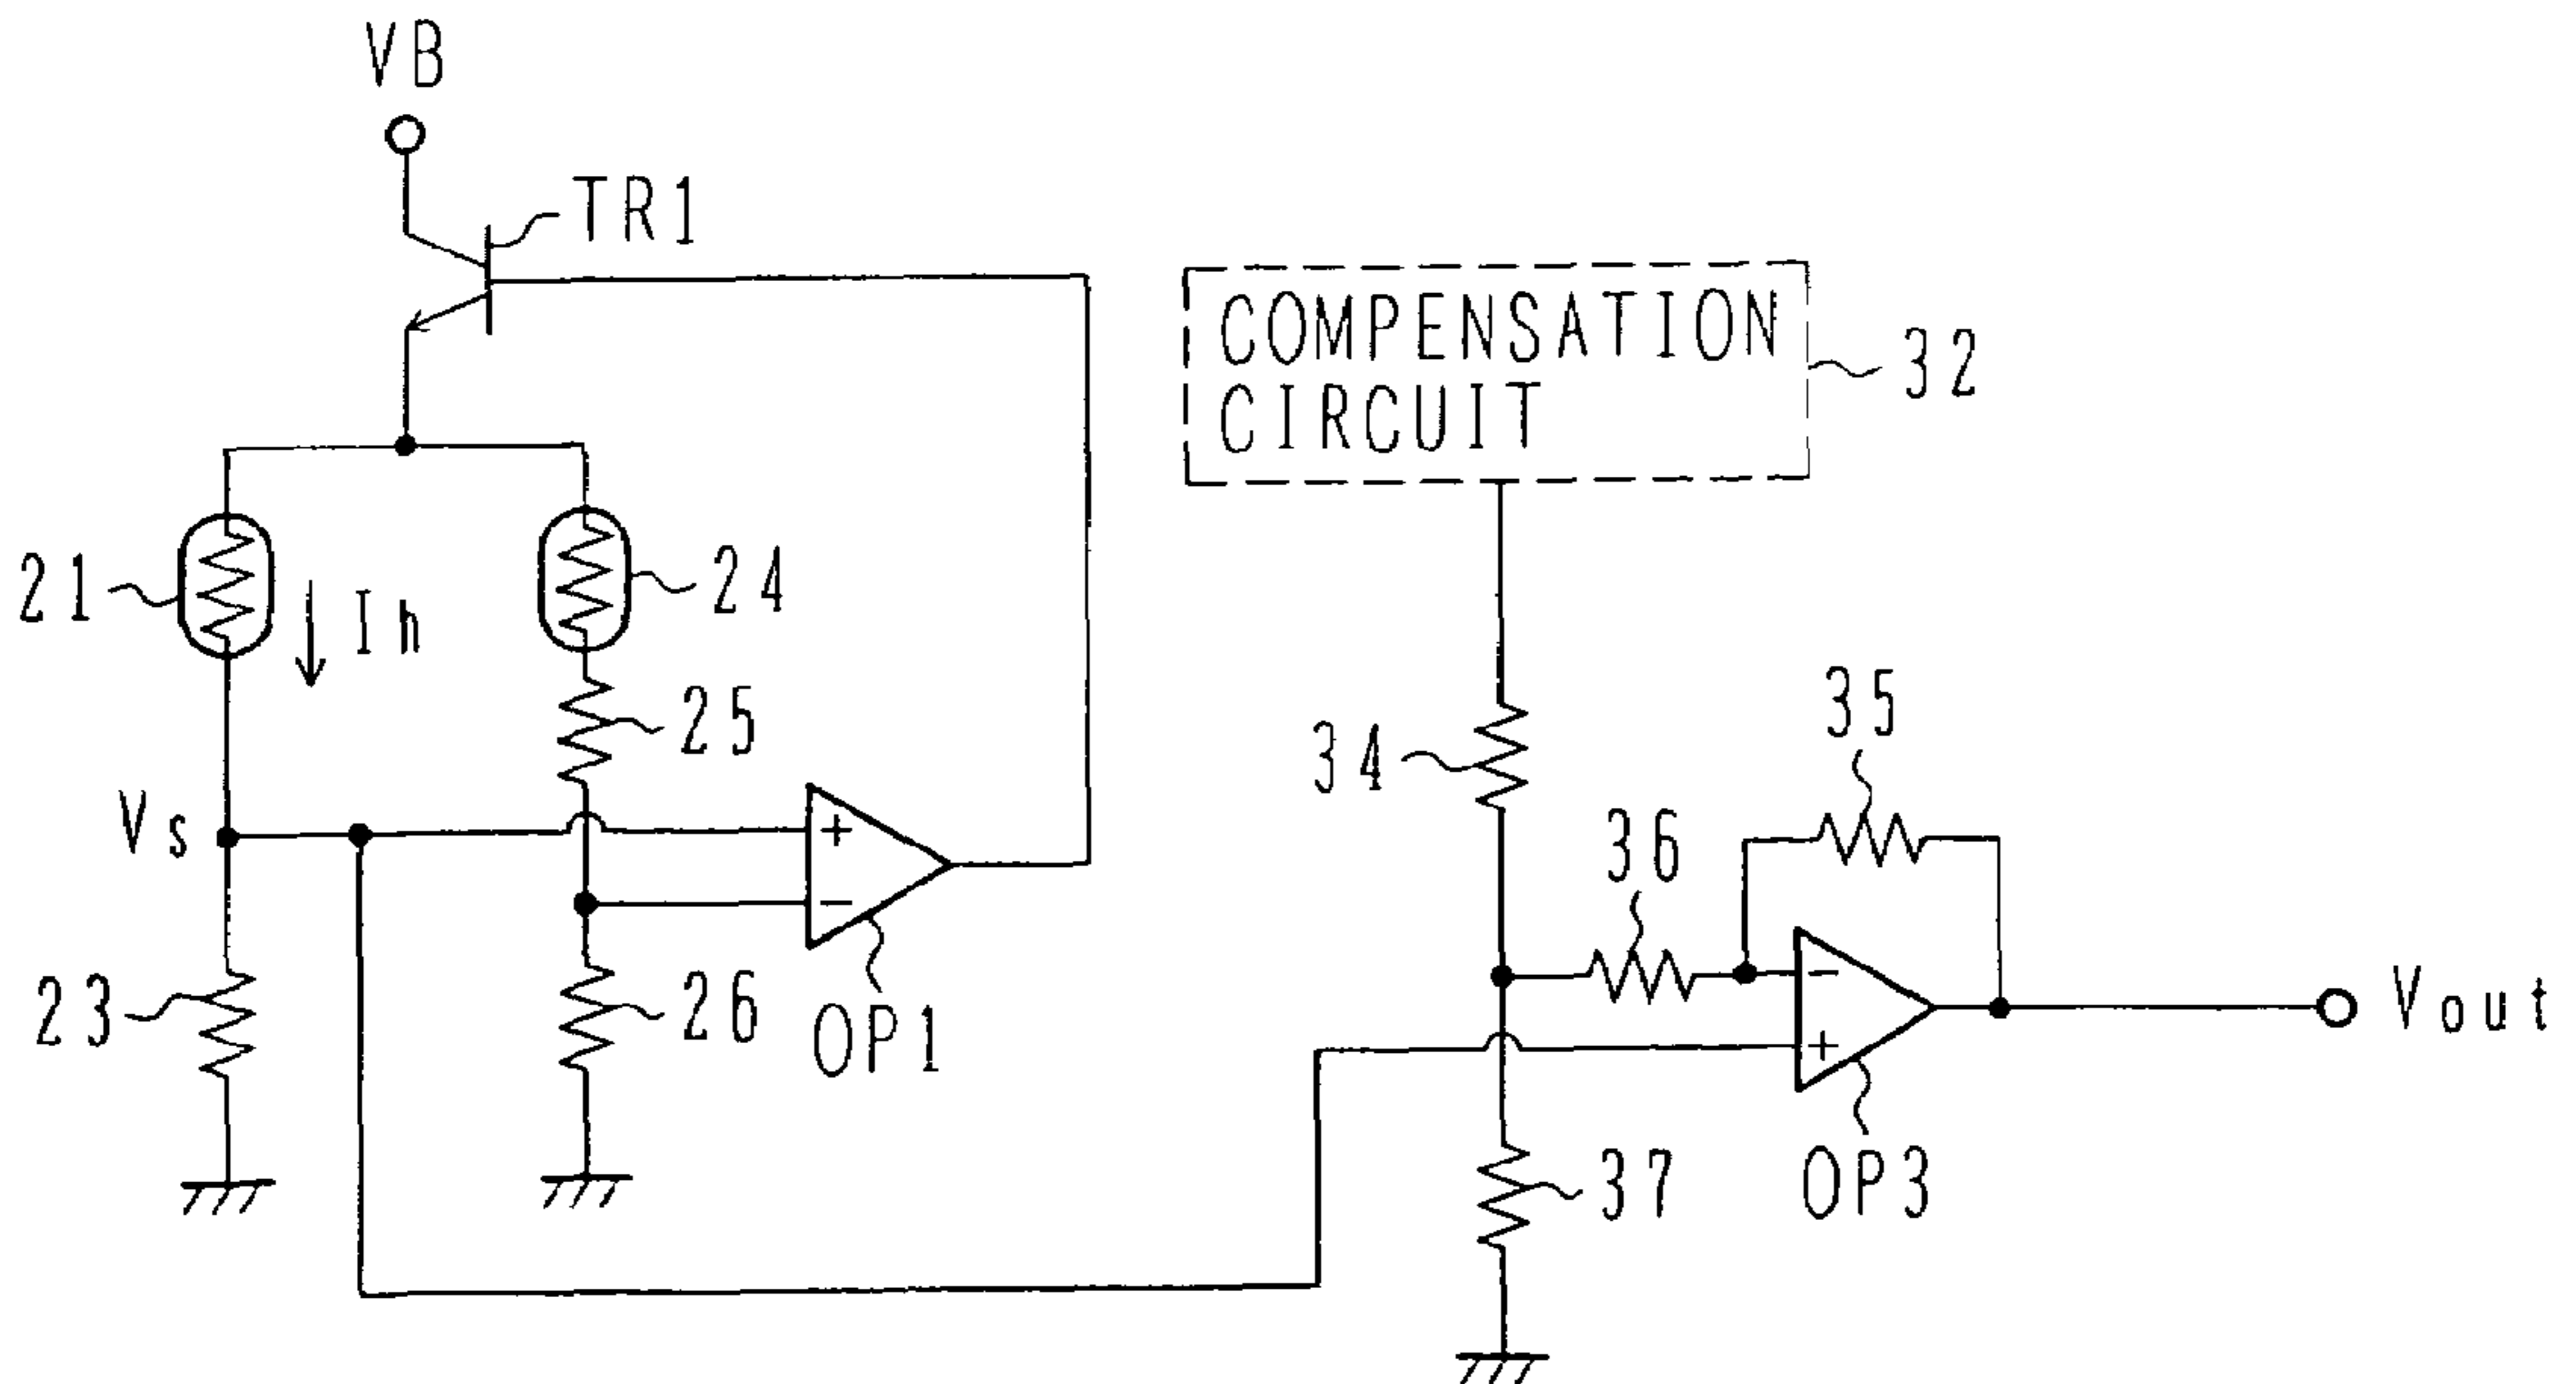 VB
TR1
COMPENSATION
CIRCUIT
32
21
Ih
24
25
34
35
36
Vs
+
−
23
26
OP1
−
+
Vout
37
OP3